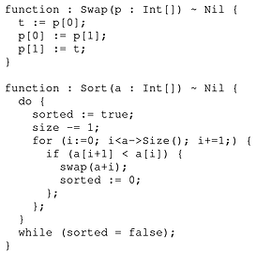 function : Swap(p : Int[]) ~ Nil {
  t := p[0];
  p[0] := p[1];
  p[1] := t;
}

function : Sort(a : Int[]) ~ Nil {
  do {
    sorted := true;
    size -= 1;
    for (i:=0; i<a->Size(); i+=1;) {
      if (a[i+1] < a[i]) {
        swap(a+i);
        sorted := 0;
      };
    };
  }
  while (sorted = false);
}